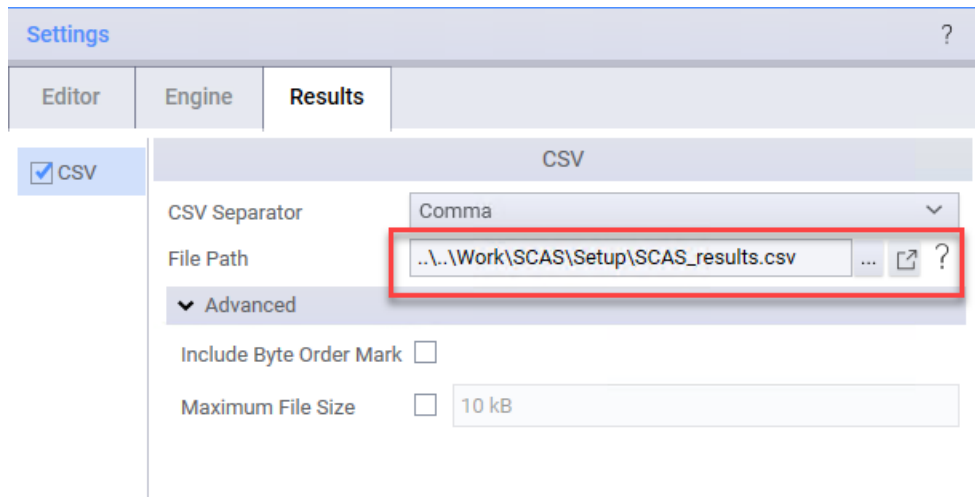 Settings ?
Editor Engine Results
CSV CSV
CSV Separator Comma
File Path ..\..\Work\SCAS\Setup\SCAS_results.csv ... ?
Advanced
Include Byte Order Mark
Maximum File Size 10 kB